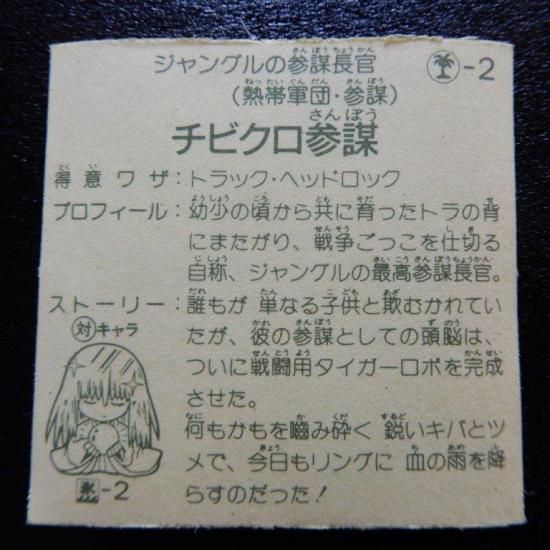 ジャングルの参謀長官
-2
(熱帯軍団・参謀)
チビクロ参謀
得意ワザ:トラック・ヘッドロック
プロフィール:幼少の頃から共に育ったトラの背
にまたがり、戦争ごっこを仕切る
自称、ジャングルの最高参謀長官。
ストーリー:誰もが 単なる子供と欺むかれてい
たが、彼の参謀としての頭脳は、
ついに戦闘用タイガーロボを完成
させた。
何もかもを嚙み砕く 鋭いキバとツ
メで、今日もリングに 血の雨を降
らすのだった!
対キャラ
氷-2